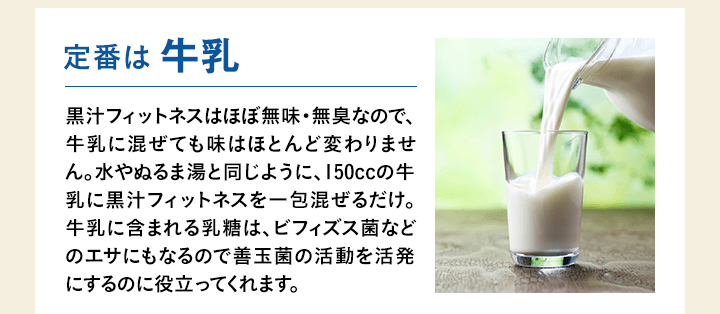 定番は 牛乳
黒汁フィットネスはほぼ無味・無臭なので、
牛乳に混ぜても味はほとんど変わりませ
ん。水やぬるま湯と同じように、150ccの牛
乳に黒汁フィットネスを一包混ぜるだけ。
牛乳に含まれる乳糖は、ビフィズス菌など
のエサにもなるので善玉菌の活動を活発
にするのに役立ってくれます。